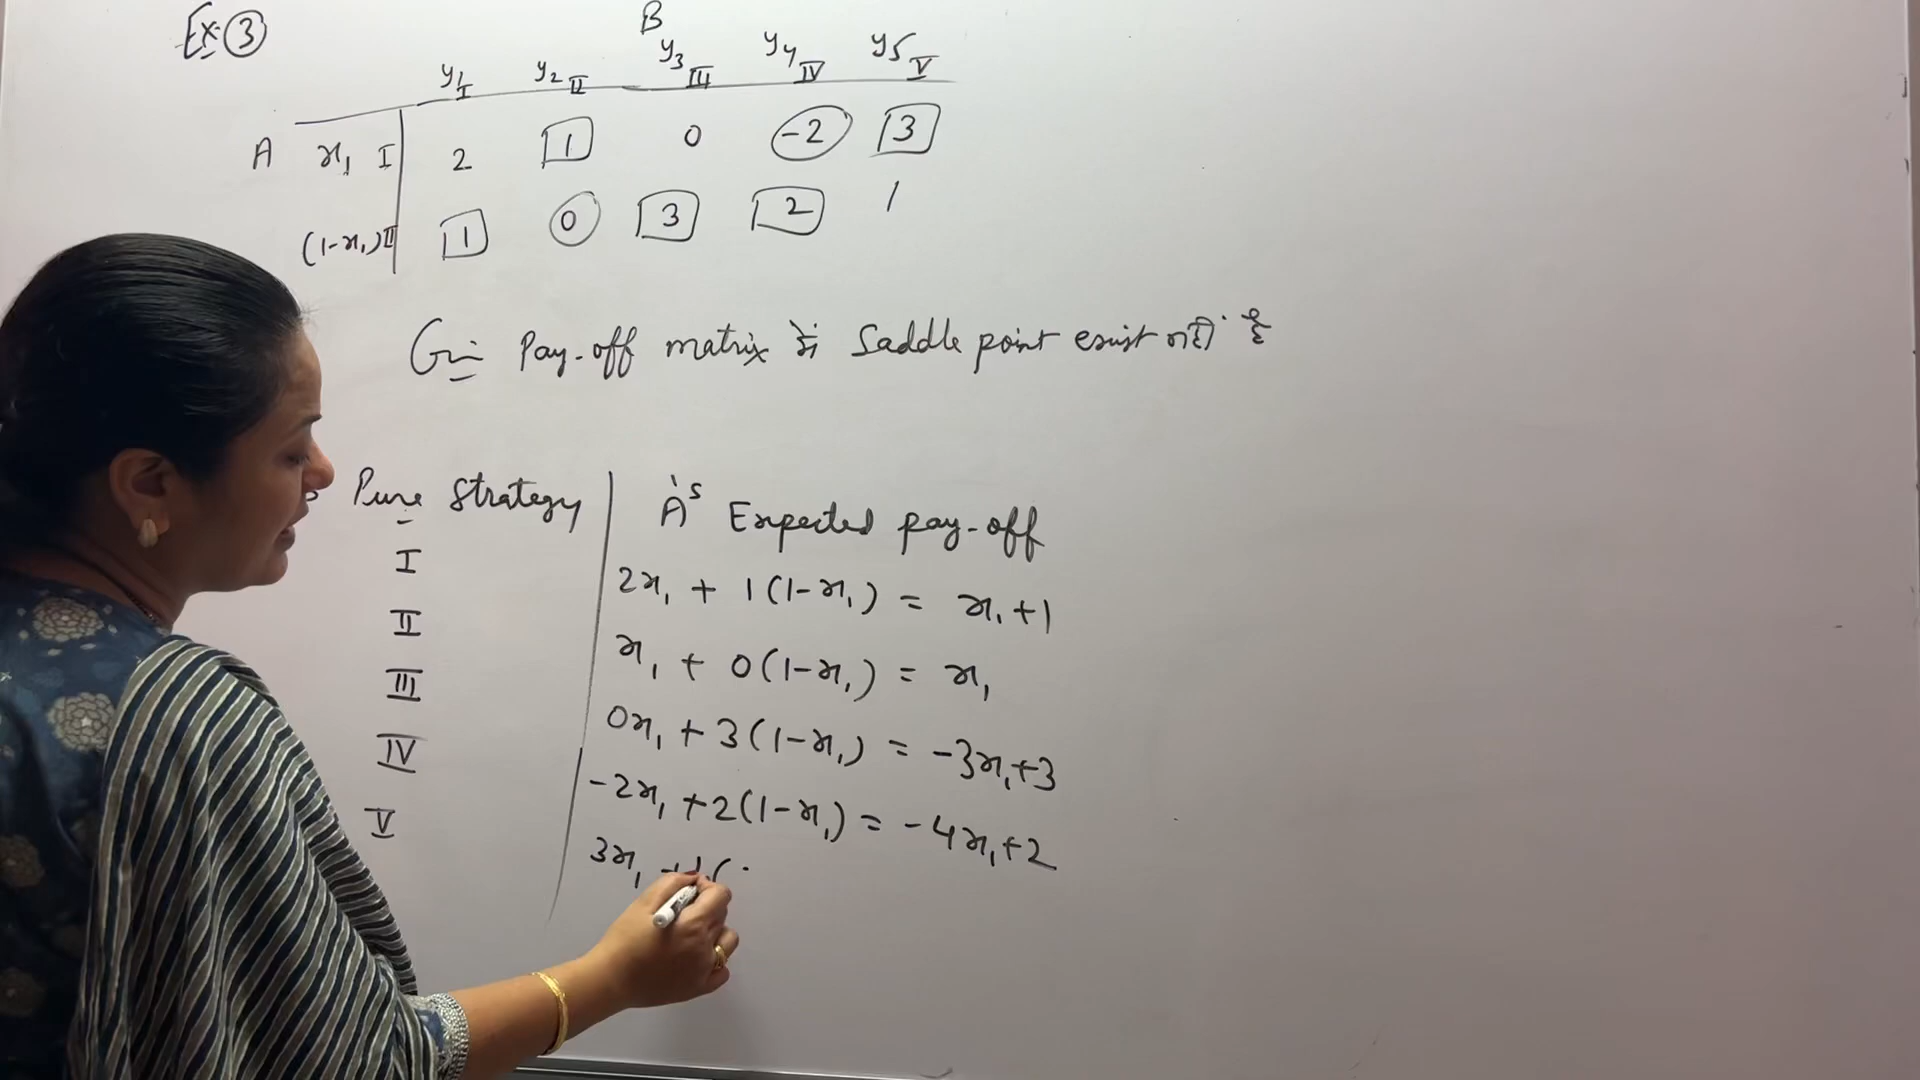 Ex. ③
B
y₁ I y₂ II y₃ III y₄ IV y₅ V
A x₁ I 2 1 0 -2 3
(1-x₁) II 1 0 3 2 1
Pay-off matrix में Saddle point exist नहीं
Pure Strategy A's Expected pay-off
I 2x₁ + 1(1-x₁) = x₁+1
II x₁ + 0(1-x₁) = x₁
III 0x₁ + 3(1-x₁) = -3x₁+3
IV -2x₁ + 2(1-x₁) = -4x₁+2
V 3x₁ +1(